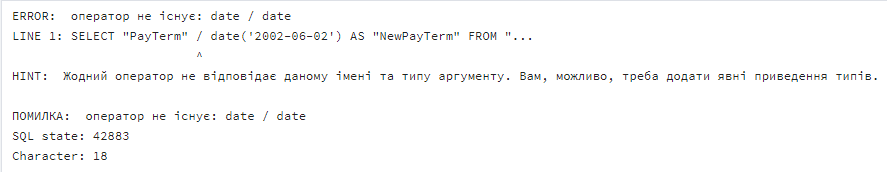 ERROR:  оператор не існує: date / date
LINE 1: SELECT "PayTerm" / date('2002-06-02') AS "NewPayTerm" FROM "...
^
HINT:  Жодний оператор не відповідає даному імені та типу аргументу. Вам, можливо, треба додати явні приведення типів.
ПОМИЛКА:  оператор не існує: date / date
SQL state: 42883
Character: 18